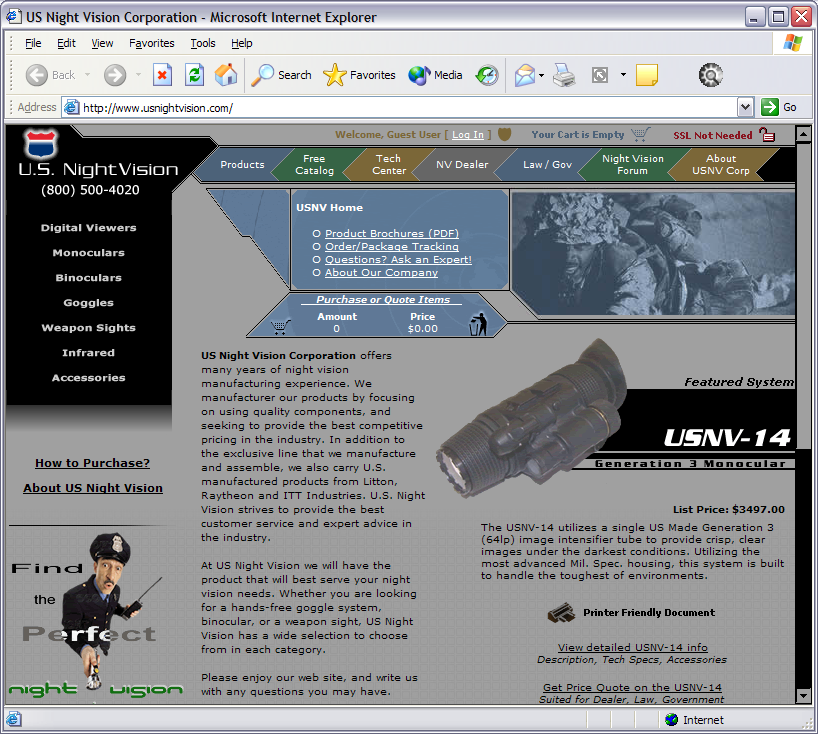 US Night Vision Corporation - Microsoft Internet Explorer
File Edit View Favorites Tools Help
Back Search Favorites Media
Address http://www.usnightvision.com/ Go
Welcome, Guest User [ Log In ] Your Cart is Empty SSL Not Needed
U.S. NightVision
(800) 500-4020
Products
Free Catalog
Tech Center
NV Dealer
Law / Gov
Night Vision Forum
About USNV Corp
Digital Viewers
Monoculars
Binoculars
Goggles
Weapon Sights
Infrared
Accessories
How to Purchase?
About US Night Vision
Find
the
Perfect
night vision
USNV Home
O Product Brochures (PDF)
O Order/Package Tracking
O Questions? Ask an Expert!
O About Our Company
Purchase or Quote Items
Amount Price
0 $0.00
US Night Vision Corporation offers
many years of night vision
manufacturing experience. We
manufacturer our products by focusing
on using quality components, and
seeking to provide the best competitive
pricing in the industry. In addition to
the exclusive line that we manufacture
and assemble, we also carry U.S.
manufactured products from Litton,
Raytheon and ITT Industries. U.S. Night
Vision strives to provide the best
customer service and expert advice in
the industry.
At US Night Vision we will have the
product that will best serve your night
vision needs. Whether you are looking
for a hands-free goggle system,
binocular, or a weapon sight, US Night
Vision has a wide selection to choose
from in each category.
Please enjoy our web site, and write us
with any questions you may have.
Featured System
USNV-14
Generation 3 Monocular
List Price: $3497.00
The USNV-14 utilizes a single US Made Generation 3
(64lp) image intensifier tube to provide crisp, clear
images under the darkest conditions. Utilizing the
most advanced Mil. Spec. housing, this system is built
to handle the toughest of environments.
Printer Friendly Document
View detailed USNV-14 info
Description, Tech Specs, Accessories
Get Price Quote on the USNV-14
Suited for Dealer, Law, Government
Internet